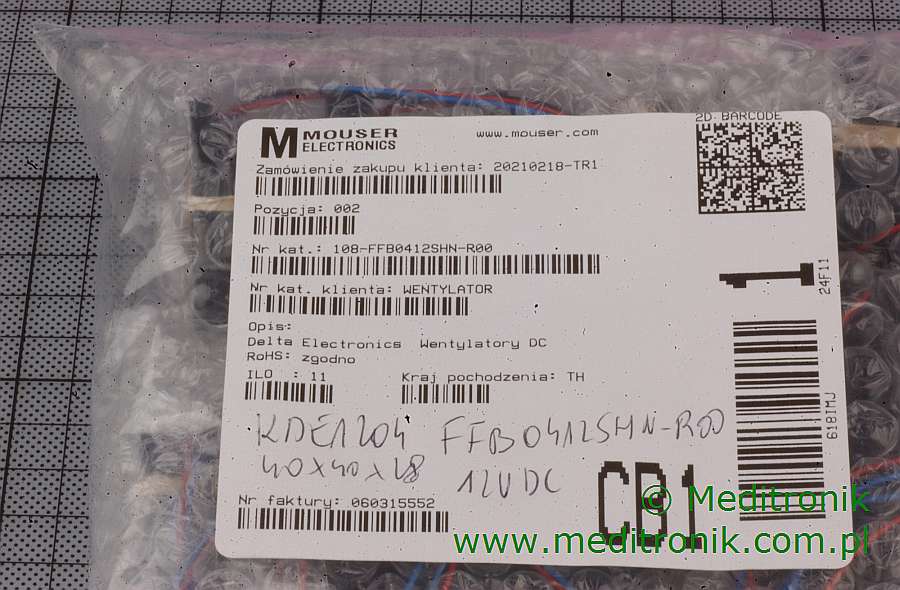 MOUSER
ELECTRONICS
www.mouser.com
2D BARCODE
Zamówienie zakupu klienta: 20210218-TR1
Pozycja: 002
Nr kat.: 108-FFB0412SHN-R00
Nr kat. klienta: WENTYLATOR
Opis:
Delta Electronics Wentylatory DC
RoHS: zgodno
ILO : 11 Kraj pochodzenia: TH
1
24F11
618IMJ
KDE1204 FFB0412SHN-R00
40x40x28 12VDC
Nr faktury: 060315552
CB1
© Meditronik
www.meditronik.com.pl